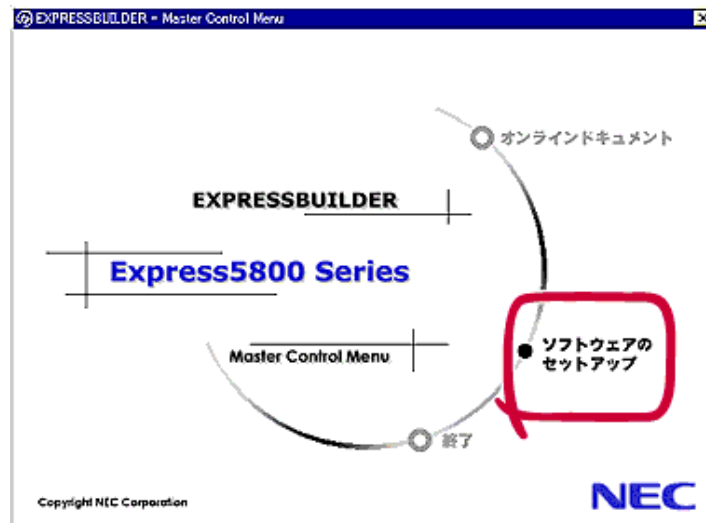 EXPRESSBUILDER - Master Control Menu
オンラインドキュメント
EXPRESSBUILDER
Express5800 Series
ソフトウェアの
セットアップ
Master Control Menu
終了
Copyright NEC Corporation
NEC